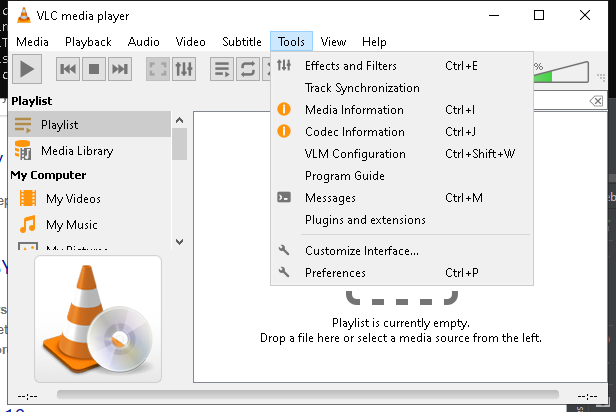 VLC media player
Media Playback Audio Video Subtitle Tools View Help
Effects and Filters Ctrl+E
Track Synchronization
Media Information Ctrl+I
Codec Information Ctrl+J
VLM Configuration Ctrl+Shift+W
Program Guide
Messages Ctrl+M
Plugins and extensions
Customize Interface...
Preferences Ctrl+P
%
Playlist
Playlist
Media Library
My Computer
My Videos
My Music
My Pictures
Playlist is currently empty.
Drop a file here or select a media source from the left.
--:-- --:--